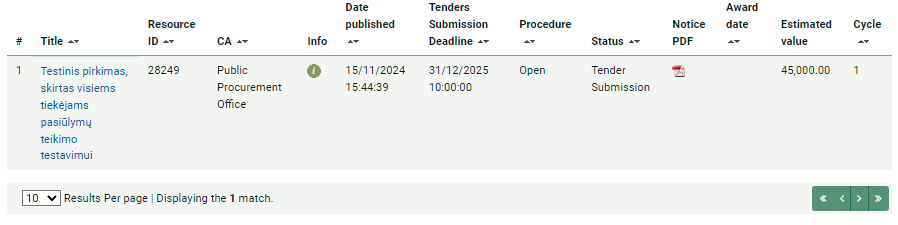 # Title Resource ID CA Info Date published Tenders Submission Deadline Procedure Status Notice PDF Award date Estimated value Cycle
1 Testinis pirkimas, 28249 Public 15/11/2024 31/12/2025 Open Tender 45,000.00 1
skirtas visiems Procurement 15:44:39 10:00:00 Submission
tiekėjams Office
pasiūlymų
teikimo
testavimui
10 Results Per page | Displaying the 1 match.
« ‹ › »